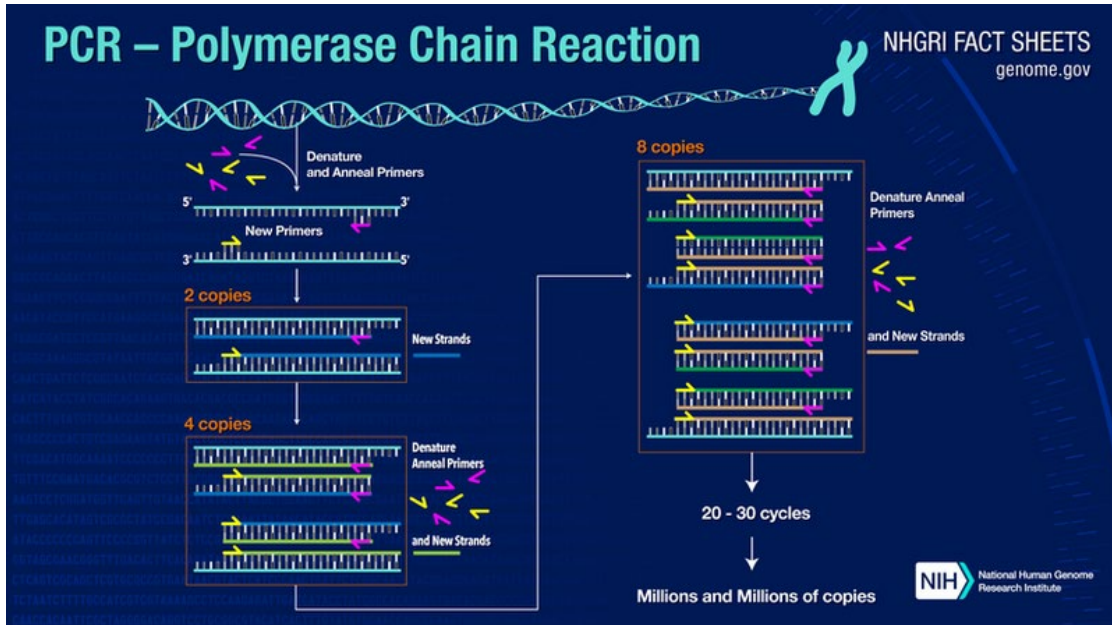 PCR – Polymerase Chain Reaction
NHGRI FACT SHEETS
genome.gov
Denature
and Anneal Primers
5'
3'
New Primers
3'
5'
2 copies
New Strands
4 copies
Denature
Anneal Primers
and New Strands
8 copies
Denature Anneal
Primers
and New Strands
20 - 30 cycles
Millions and Millions of copies
NIH
National Human Genome
Research Institute